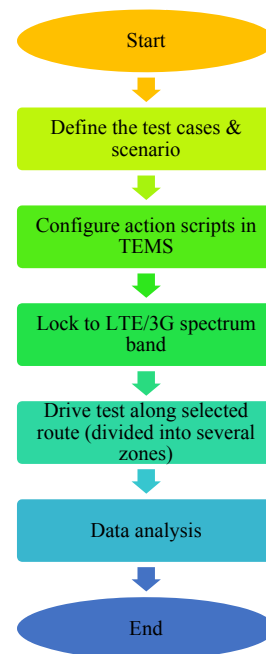 Start
Define the test cases &
scenario
Configure action scripts in
TEMS
Lock to LTE/3G spectrum
band
Drive test along selected
route (divided into several
zones)
Data analysis
End